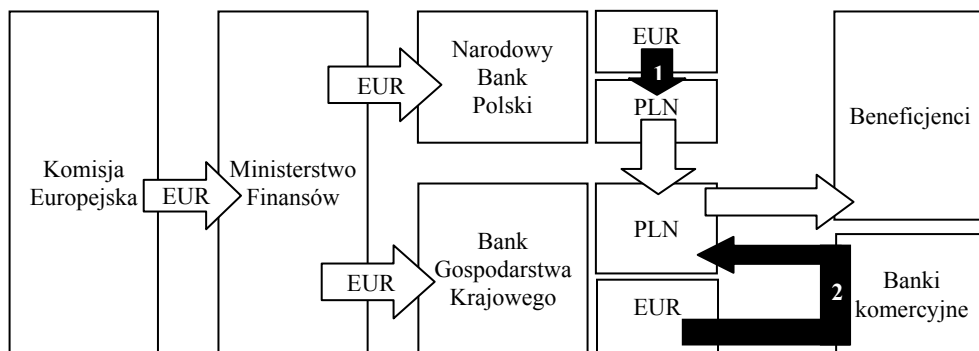 Komisja
Europejska
EUR
Ministerstwo
Finansów
EUR
EUR
Narodowy
Bank
Polski
Bank
Gospodarstwa
Krajowego
EUR
1
PLN
PLN
EUR
2
Beneficjenci
Banki
komercyjne